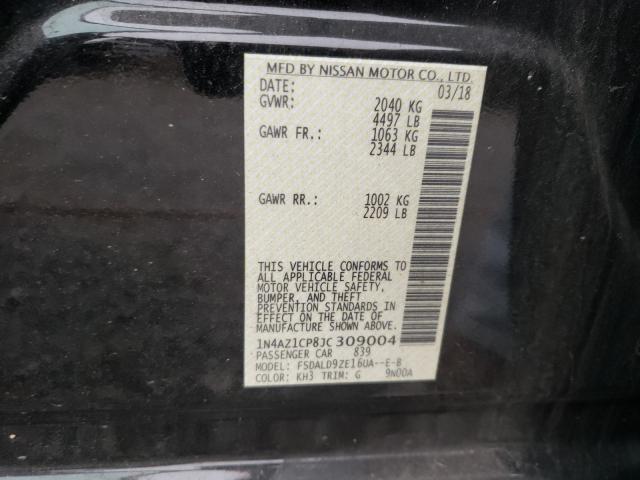 MFD BY NISSAN MOTOR CO., LTD.
DATE: 03/18
GVWR: 2040 KG
4497 LB
GAWR FR.: 1063 KG
2344 LB
GAWR RR.: 1002 KG
2209 LB
THIS VEHICLE CONFORMS TO
ALL APPLICABLE FEDERAL
MOTOR VEHICLE SAFETY,
BUMPER, AND THEFT
PREVENTION STANDARDS IN
EFFECT ON THE DATE OF
MANUFACTURE SHOWN ABOVE.
1N4AZ1CP8JC309004
PASSENGER CAR 839
MODEL: FSDALD9ZE16UA--E-B
COLOR: KH3 TRIM: G 9N00A